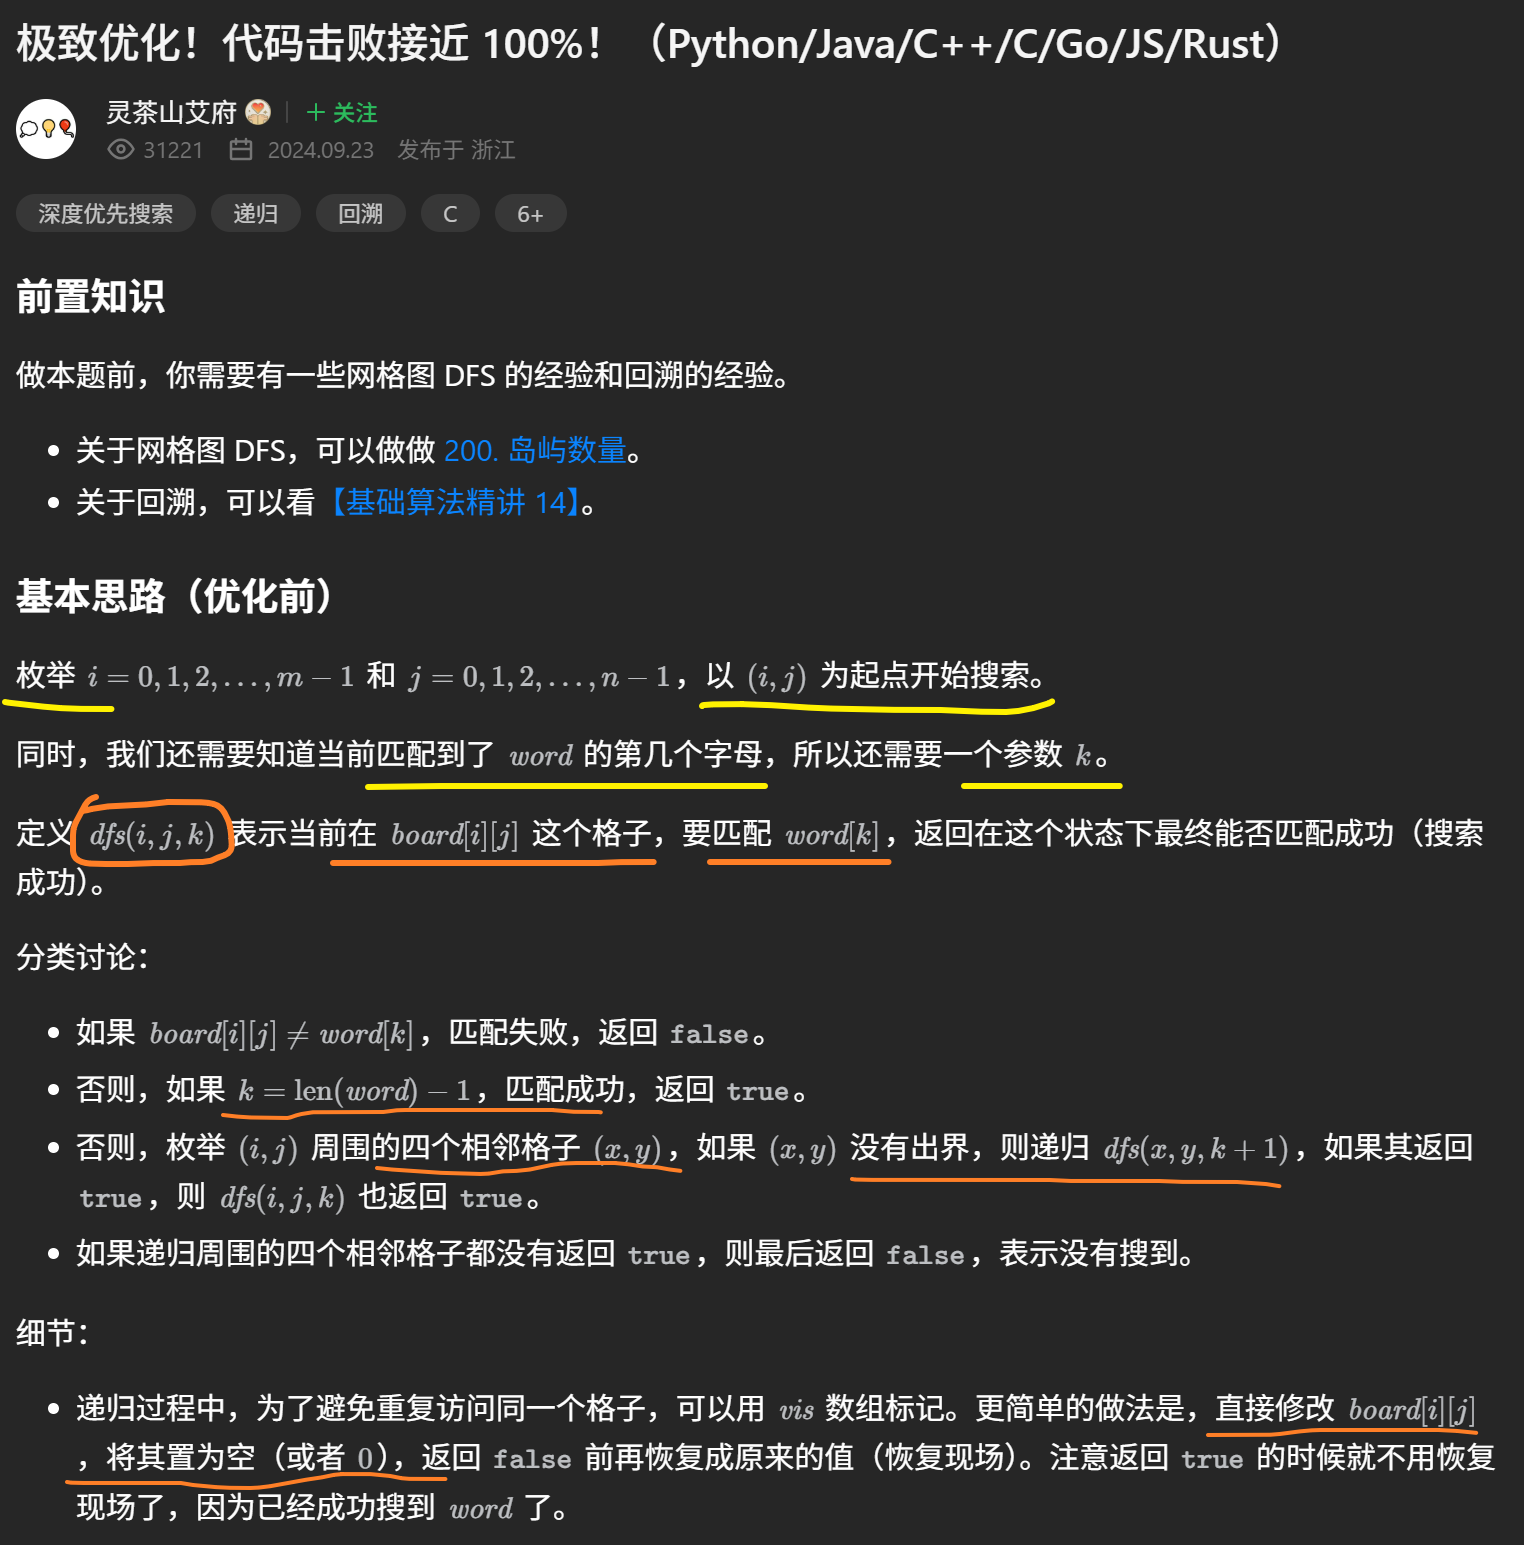 极致优化！代码击败接近 100%！（Python/Java/C++/C/Go/JS/Rust）
灵茶山艾府 + 关注
31221 2024.09.23 发布于 浙江
深度优先搜索 递归 回溯 C 6+
前置知识
做本题前，你需要有一些网格图 DFS 的经验和回溯的经验。
• 关于网格图 DFS，可以做做 200. 岛屿数量。
• 关于回溯，可以看【基础算法精讲 14】。
基本思路（优化前）
枚举 i = 0, 1, 2, …, m − 1 和 j = 0, 1, 2, …, n − 1，以 (i, j) 为起点开始搜索。
同时，我们还需要知道当前匹配到了 word 的第几个字母，所以还需要一个参数 k。
定义 dfs(i, j, k) 表示当前在 board[i][j] 这个格子，要匹配 word[k]，返回在这个状态下最终能否匹配成功（搜索
成功）。
分类讨论：
• 如果 board[i][j] ≠ word[k]，匹配失败，返回 false。
• 否则，如果 k = len(word) − 1，匹配成功，返回 true。
• 否则，枚举 (i, j) 周围的四个相邻格子 (x, y)，如果 (x, y) 没有出界，则递归 dfs(x, y, k + 1)，如果其返回
true，则 dfs(i, j, k) 也返回 true。
• 如果递归周围的四个相邻格子都没有返回 true，则最后返回 false，表示没有搜到。
细节：
• 递归过程中，为了避免重复访问同一个格子，可以用 vis 数组标记。更简单的做法是，直接修改 board[i][j]
，将其置为空（或者 0），返回 false 前再恢复成原来的值（恢复现场）。注意返回 true 的时候就不用恢复
现场了，因为已经成功搜到 word 了。